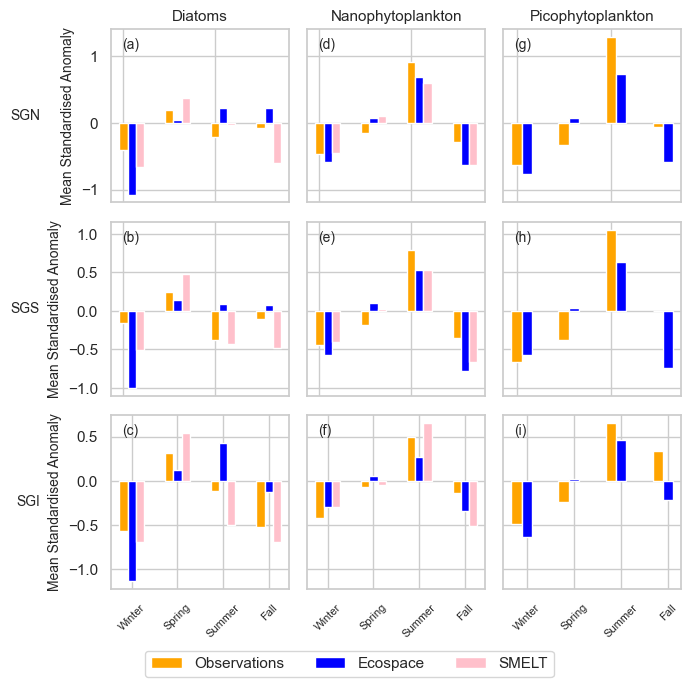 Diatoms Nanophytoplankton Picophytoplankton
SGN
Mean Standardised Anomaly
1
0
−1
(a)
(d)
(g)
SGS
Mean Standardised Anomaly
1.0
0.5
0.0
−0.5
−1.0
(b)
(e)
(h)
SGI
Mean Standardised Anomaly
0.5
0.0
−0.5
−1.0
(c)
(f)
(i)
Winter Spring Summer Fall
Winter Spring Summer Fall
Winter Spring Summer Fall
Observations Ecospace SMELT